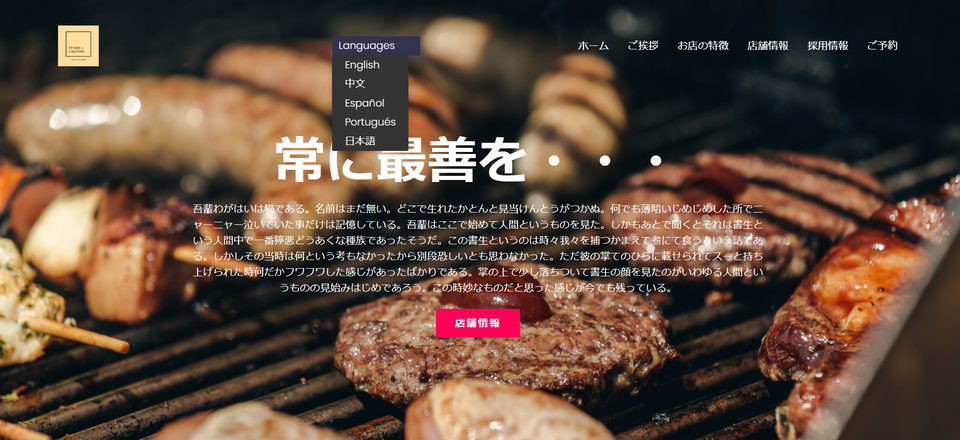 Languages
English
中文
Español
Português
日本語
ホーム
ご挨拶
お店の特徴
店舗情報
採用情報
ご予約
常に最善を・・・
吾輩わがはいは猫である。名前はまだ無い。どこで生れたかとんと見当けんとうがつかぬ。何でも薄暗いじめじめした所でニ
ャーニャー泣いていた事だけは記憶している。吾輩はここで始めて人間というものを見た。しかもあとで聞くとそれは書生と
いう人間中で一番獰悪どうあくな種族であったそうだ。この書生というのは時々我々を捕つかまえて煮にて食うという話であ
る。しかしその当時は何という考もなかったから別段恐しいとも思わなかった。ただ彼の掌てのひらに載せられてスーと持ち
上げられた時何だかフワフワした感じがあったばかりである。掌の上で少し落ちついて書生の顔を見たのがいわゆる人間とい
うものの見始みはじめであろう。この時妙なものだと思った感じが今でも残っている。
店舗情報